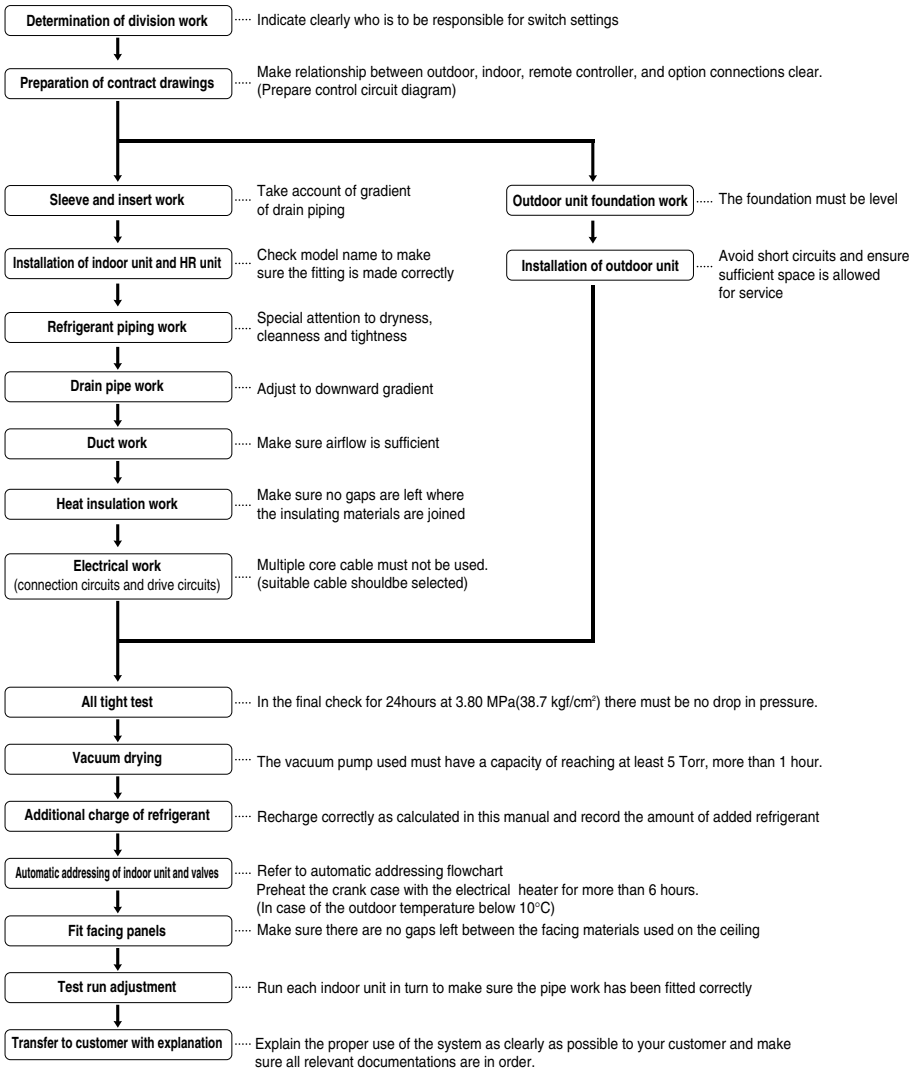 Determination of division work
Indicate clearly who is to be responsible for switch settings
Preparation of contract drawings
Make relationship between outdoor, indoor, remote controller, and option connections clear.
(Prepare control circuit diagram)
Sleeve and insert work
Take account of gradient
of drain piping
Installation of indoor unit and HR unit
Check model name to make
sure the fitting is made correctly
Refrigerant piping work
Special attention to dryness,
cleanness and tightness
Drain pipe work
Adjust to downward gradient
Duct work
Make sure airflow is sufficient
Heat insulation work
Make sure no gaps are left where
the insulating materials are joined
Electrical work
(connection circuits and drive circuits)
Multiple core cable must not be used.
(suitable cable shouldbe selected)
Outdoor unit foundation work
The foundation must be level
Installation of outdoor unit
Avoid short circuits and ensure
sufficient space is allowed
for service
All tight test
In the final check for 24hours at 3.80 MPa(38.7 kgf/cm²) there must be no drop in pressure.
Vacuum drying
The vacuum pump used must have a capacity of reaching at least 5 Torr, more than 1 hour.
Additional charge of refrigerant
Recharge correctly as calculated in this manual and record the amount of added refrigerant
Automatic addressing of indoor unit and valves
Refer to automatic addressing flowchart
Preheat the crank case with the electrical heater for more than 6 hours.
(In case of the outdoor temperature below 10°C)
Fit facing panels
Make sure there are no gaps left between the facing materials used on the ceiling
Test run adjustment
Run each indoor unit in turn to make sure the pipe work has been fitted correctly
Transfer to customer with explanation
Explain the proper use of the system as clearly as possible to your customer and make
sure all relevant documentations are in order.